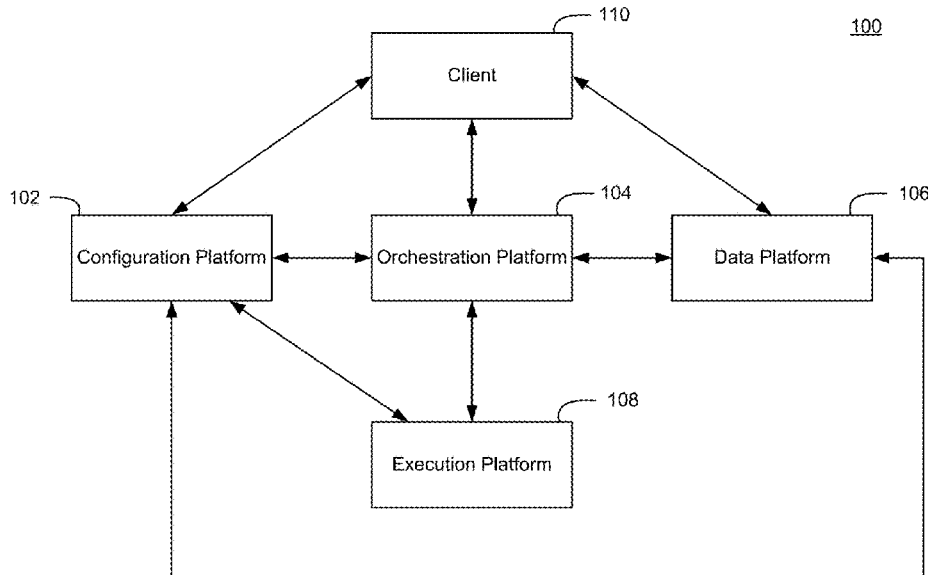 110
100
Client
102
104
106
Configuration Platform
Orchestration Platform
Data Platform
108
Execution Platform